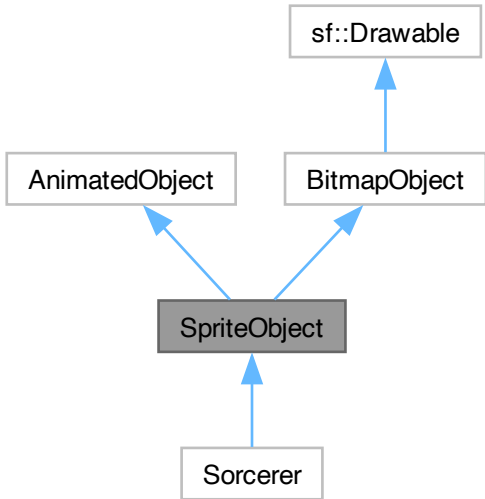 sf::Drawable
AnimatedObject
BitmapObject
SpriteObject
Sorcerer